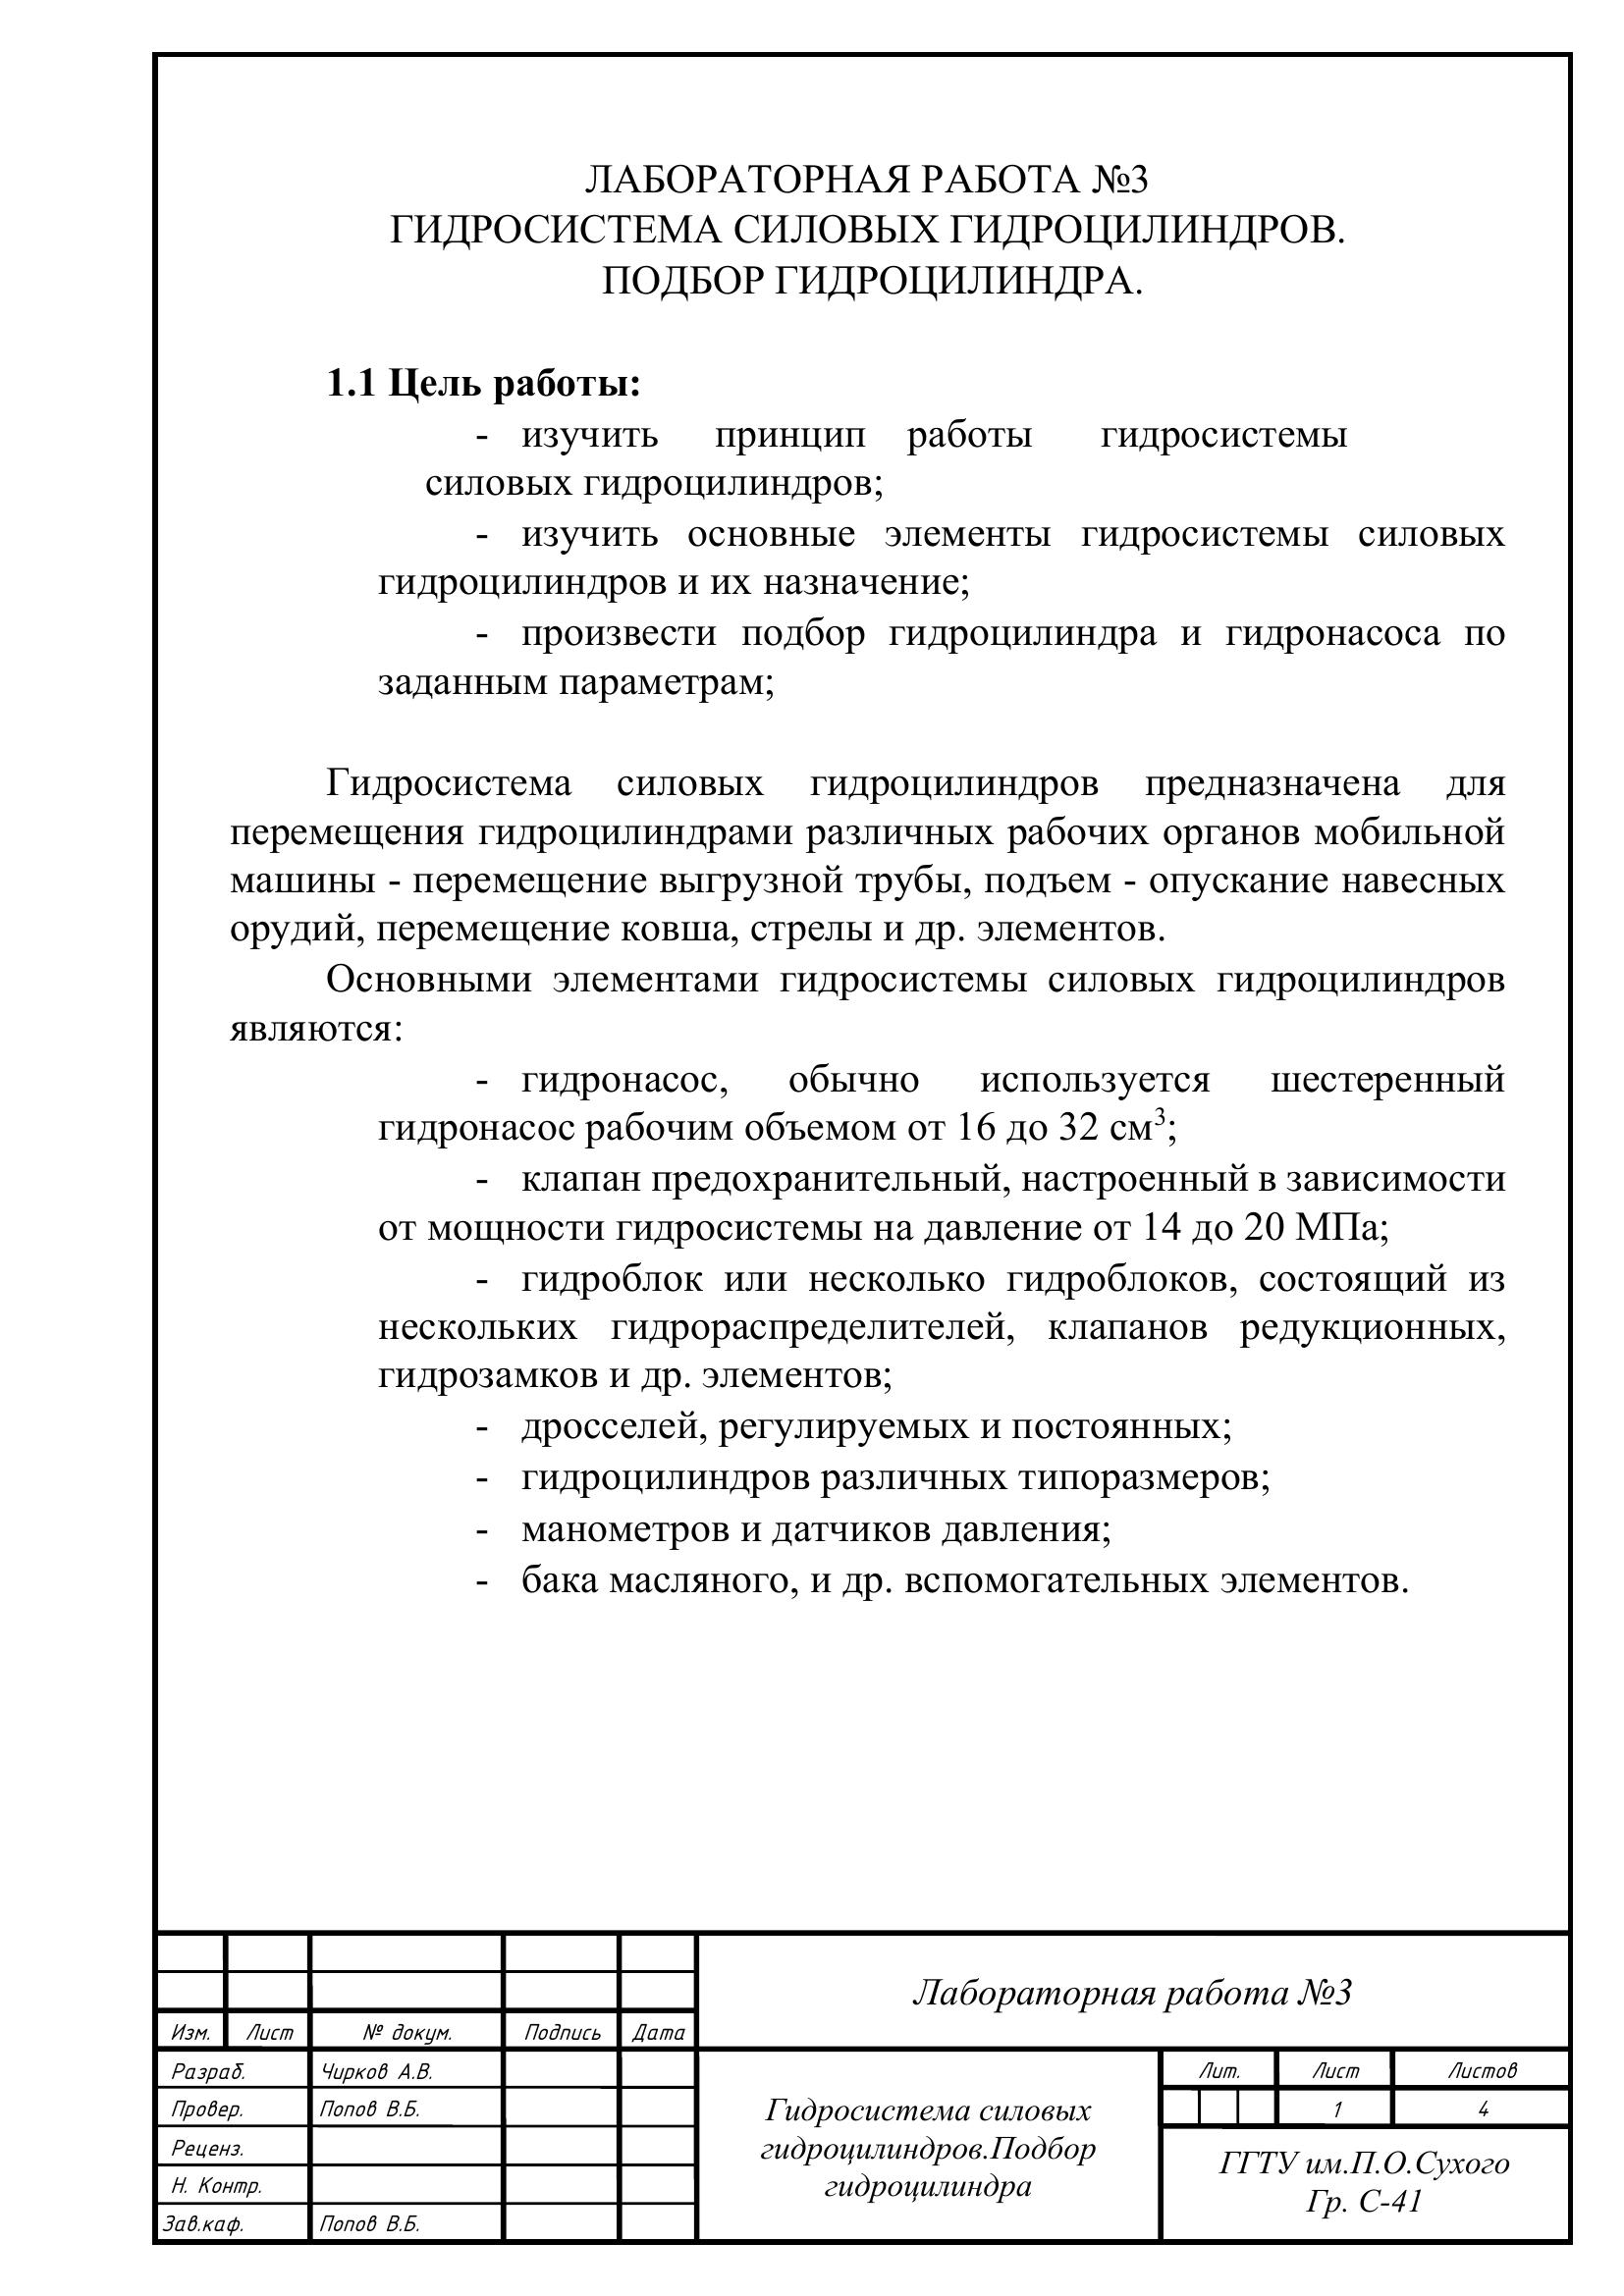 ЛАБОРАТОРНАЯ РАБОТА №3
ГИДРОСИСТЕМА СИЛОВЫХ ГИДРОЦИЛИНДРОВ.
ПОДБОР ГИДРОЦИЛИНДРА.
1.1 Цель работы:
- изучить принцип работы гидросистемы
силовых гидроцилиндров;
- изучить основные элементы гидросистемы силовых
гидроцилиндров и их назначение;
- произвести подбор гидроцилиндра и гидронасоса по
заданным параметрам;
Гидросистема силовых гидроцилиндров предназначена для
перемещения гидроцилиндрами различных рабочих органов мобильной
машины - перемещение выгрузной трубы, подъем - опускание навесных
орудий, перемещение ковша, стрелы и др. элементов.
Основными элементами гидросистемы силовых гидроцилиндров
являются:
- гидронасос, обычно используется шестеренный
гидронасос рабочим объемом от 16 до 32 см³;
- клапан предохранительный, настроенный в зависимости
от мощности гидросистемы на давление от 14 до 20 МПа;
- гидроблок или несколько гидроблоков, состоящий из
нескольких гидрораспределителей, клапанов редукционных,
гидрозамков и др. элементов;
- дросселей, регулируемых и постоянных;
- гидроцилиндров различных типоразмеров;
- манометров и датчиков давления;
- бака масляного, и др. вспомогательных элементов.
Лабораторная работа №3
Изм. Лист № докум. Подпись Дата
Разраб. Чирков А.В.
Провер. Попов В.Б.
Реценз.
Н. Контр.
Зав.каф. Попов В.Б.
Гидросистема силовых
гидроцилиндров.Подбор
гидроцилиндра
Лит. Лист Листов
1 4
ГГТУ им.П.О.Сухого
Гр. С-41